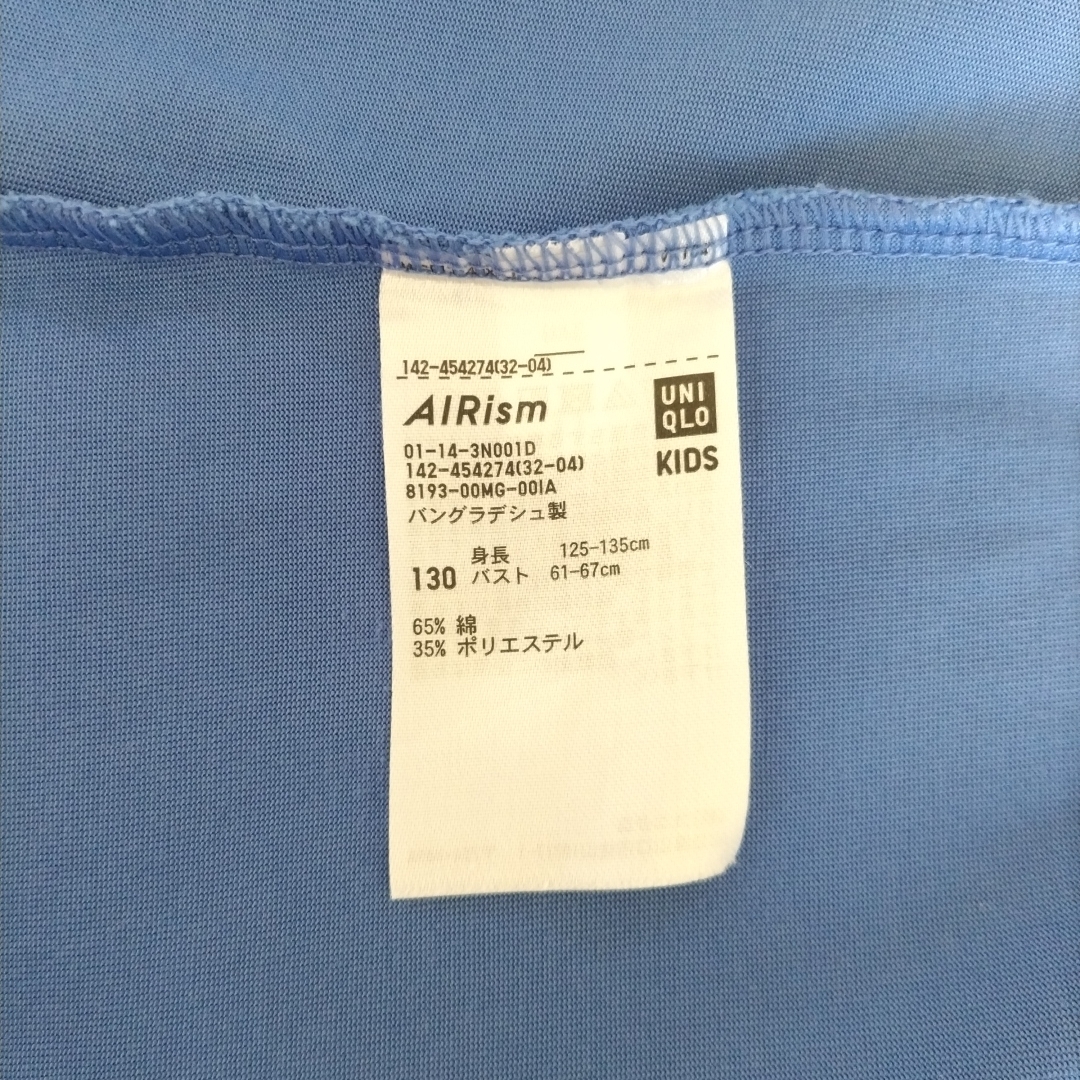 142-454274(32-04)
AIRism
UNI
QLO
KIDS
01-14-3N001D
142-454274(32-04)
8193-00MG-001A
バングラデシュ製
130
身長 125-135cm
バスト 61-67cm
65% 綿
35% ポリエステル